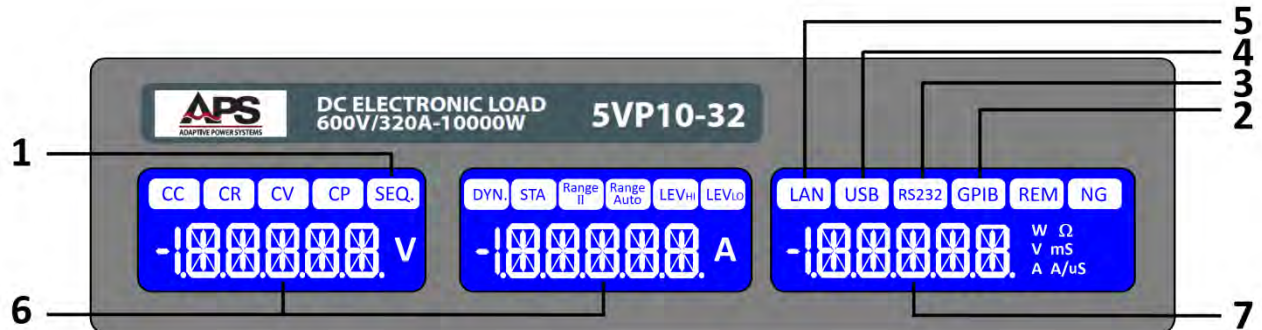 5
4
3
2
APS
ADAPTIVE POWER SYSTEMS
DC ELECTRONIC LOAD
600V/320A-10000W
5VP10-32
1
CC CR CV CP SEQ.
DYN. STA Range II Range Auto LEVHI LEVLO
LAN USB RS232 GPIB REM NG
V
A
W Ω
V mS
A A/uS
6
7